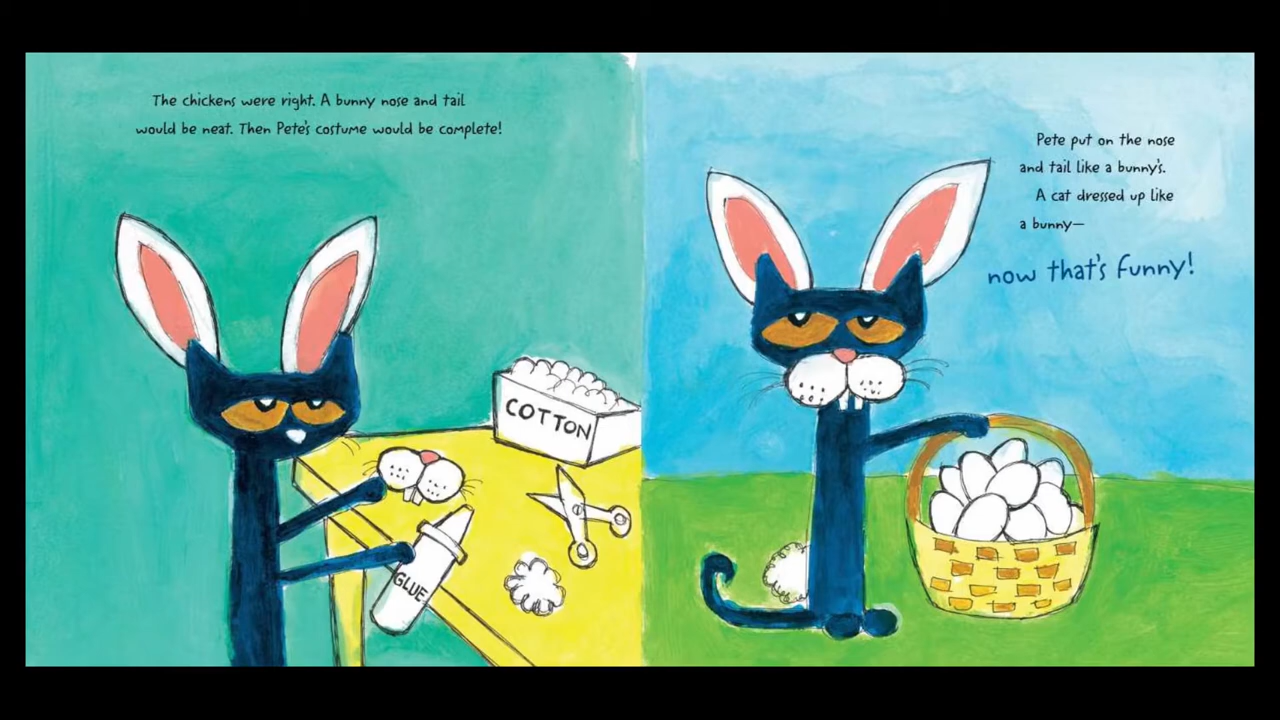 The chickens were right. A bunny nose and tail
would be neat. Then Pete's costume would be complete!
COTTON
GLUE
Pete put on the nose
and tail like a bunny's.
A cat dressed up like
a bunny—
now that's funny!